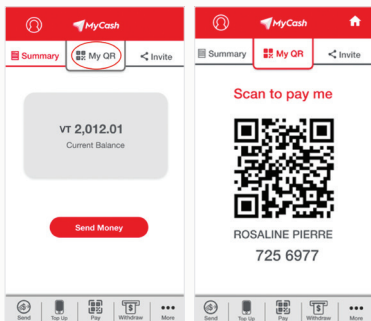 MyCash
Summary
My QR
Invite
VT 2,012.01
Current Balance
Send Money
Send
Top Up
Pay
Withdraw
More
MyCash
Summary
My QR
Invite
Scan to pay me
ROSALINE PIERRE
725 6977
Send
Top Up
Pay
Withdraw
More